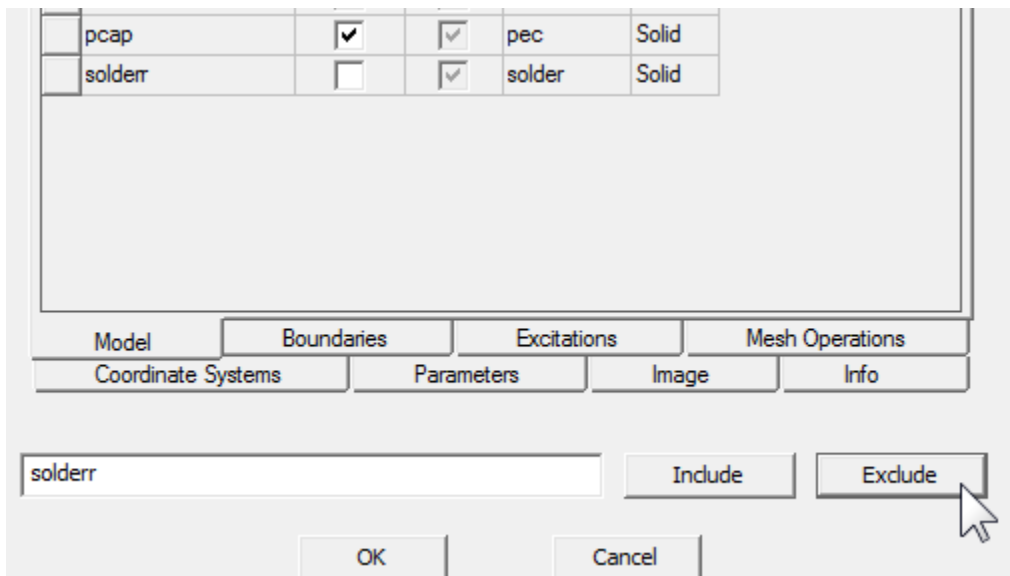 pcap pec Solid
solderr solder Solid
Model Boundaries Excitations Mesh Operations
Coordinate Systems Parameters Image Info
solderr Include Exclude
OK Cancel